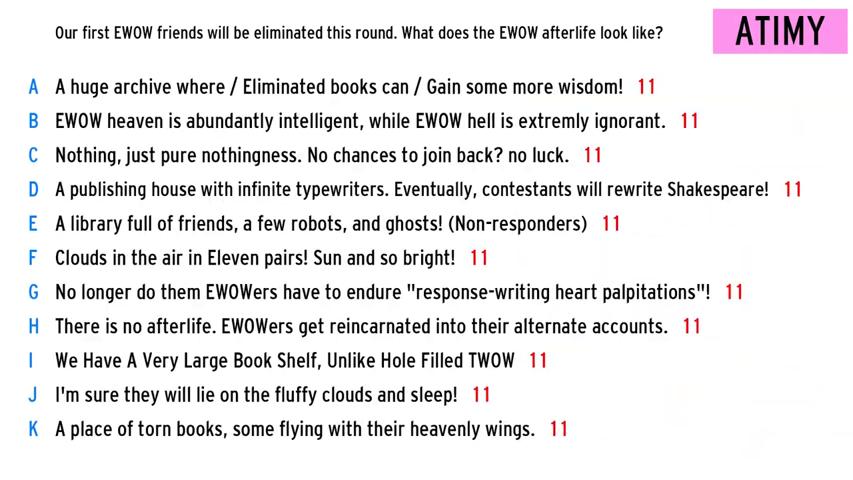 Our first EWOW friends will be eliminated this round. What does the EWOW afterlife look like?
ATIMY
A A huge archive where / Eliminated books can / Gain some more wisdom! 11
B EWOW heaven is abundantly intelligent, while EWOW hell is extremly ignorant. 11
C Nothing, just pure nothingness. No chances to join back? no luck. 11
D A publishing house with infinite typewriters. Eventually, contestants will rewrite Shakespeare! 11
E A library full of friends, a few robots, and ghosts! (Non-responders) 11
F Clouds in the air in Eleven pairs! Sun and so bright! 11
G No longer do them EWOWers have to endure "response-writing heart palpitations"! 11
H There is no afterlife. EWOWers get reincarnated into their alternate accounts. 11
I We Have A Very Large Book Shelf, Unlike Hole Filled TWOW 11
J I'm sure they will lie on the fluffy clouds and sleep! 11
K A place of torn books, some flying with their heavenly wings. 11